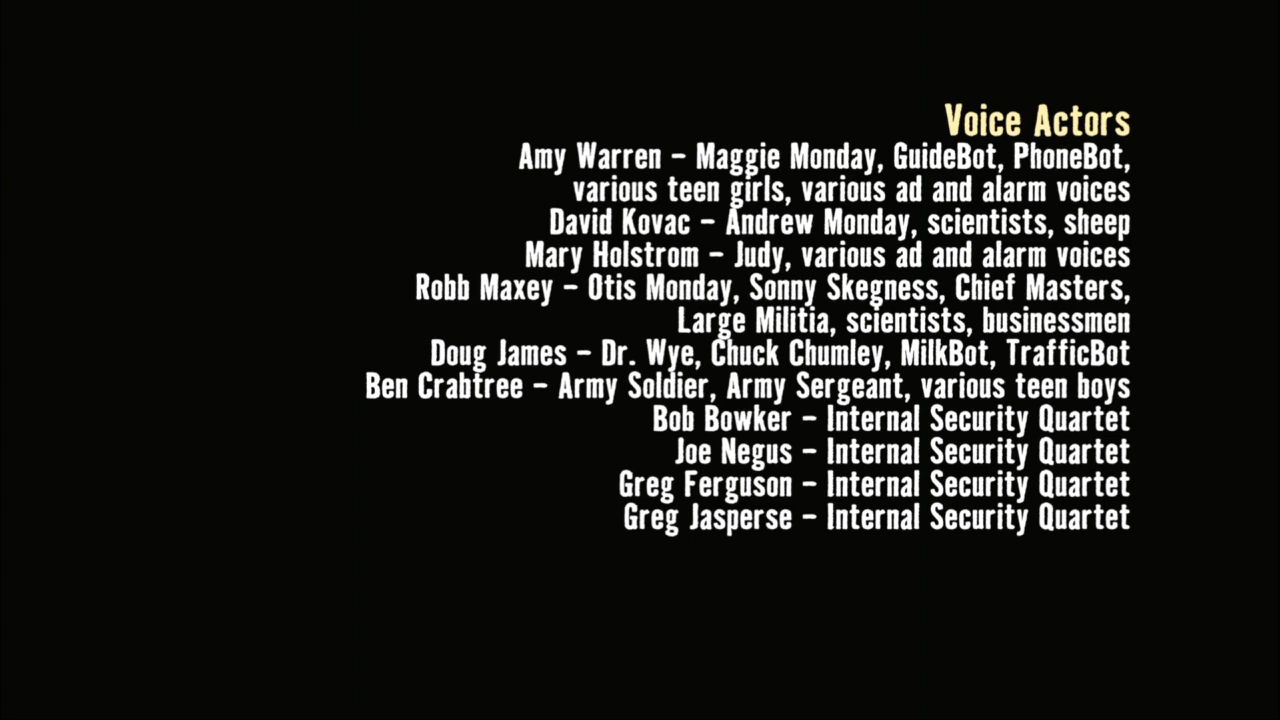 Voice Actors
Amy Warren – Maggie Monday, GuideBot, PhoneBot,
various teen girls, various ad and alarm voices
David Kovac – Andrew Monday, scientists, sheep
Mary Holstrom – Judy, various ad and alarm voices
Robb Maxey – Otis Monday, Sonny Skegness, Chief Masters,
Large Militia, scientists, businessmen
Doug James – Dr. Wye, Chuck Chumley, MilkBot, TrafficBot
Ben Crabtree – Army Soldier, Army Sergeant, various teen boys
Bob Bowker – Internal Security Quartet
Joe Negus – Internal Security Quartet
Greg Ferguson – Internal Security Quartet
Greg Jasperse – Internal Security Quartet